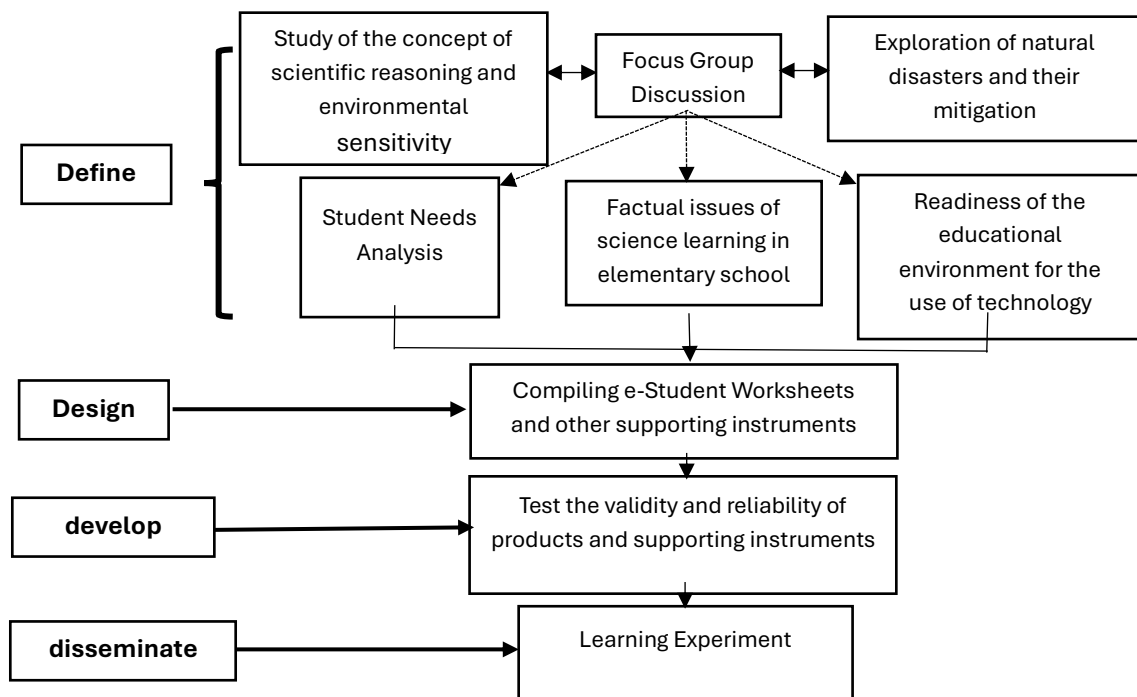 Study of the concept of
scientific reasoning and
environmental
sensitivity
Focus Group
Discussion
Exploration of natural
disasters and their
mitigation
Define
Student Needs
Analysis
Factual issues of
science learning in
elementary school
Readiness of the
educational
environment for the
use of technology
Design
Compiling e-Student Worksheets
and other supporting instruments
develop
Test the validity and reliability of
products and supporting instruments
disseminate
Learning Experiment